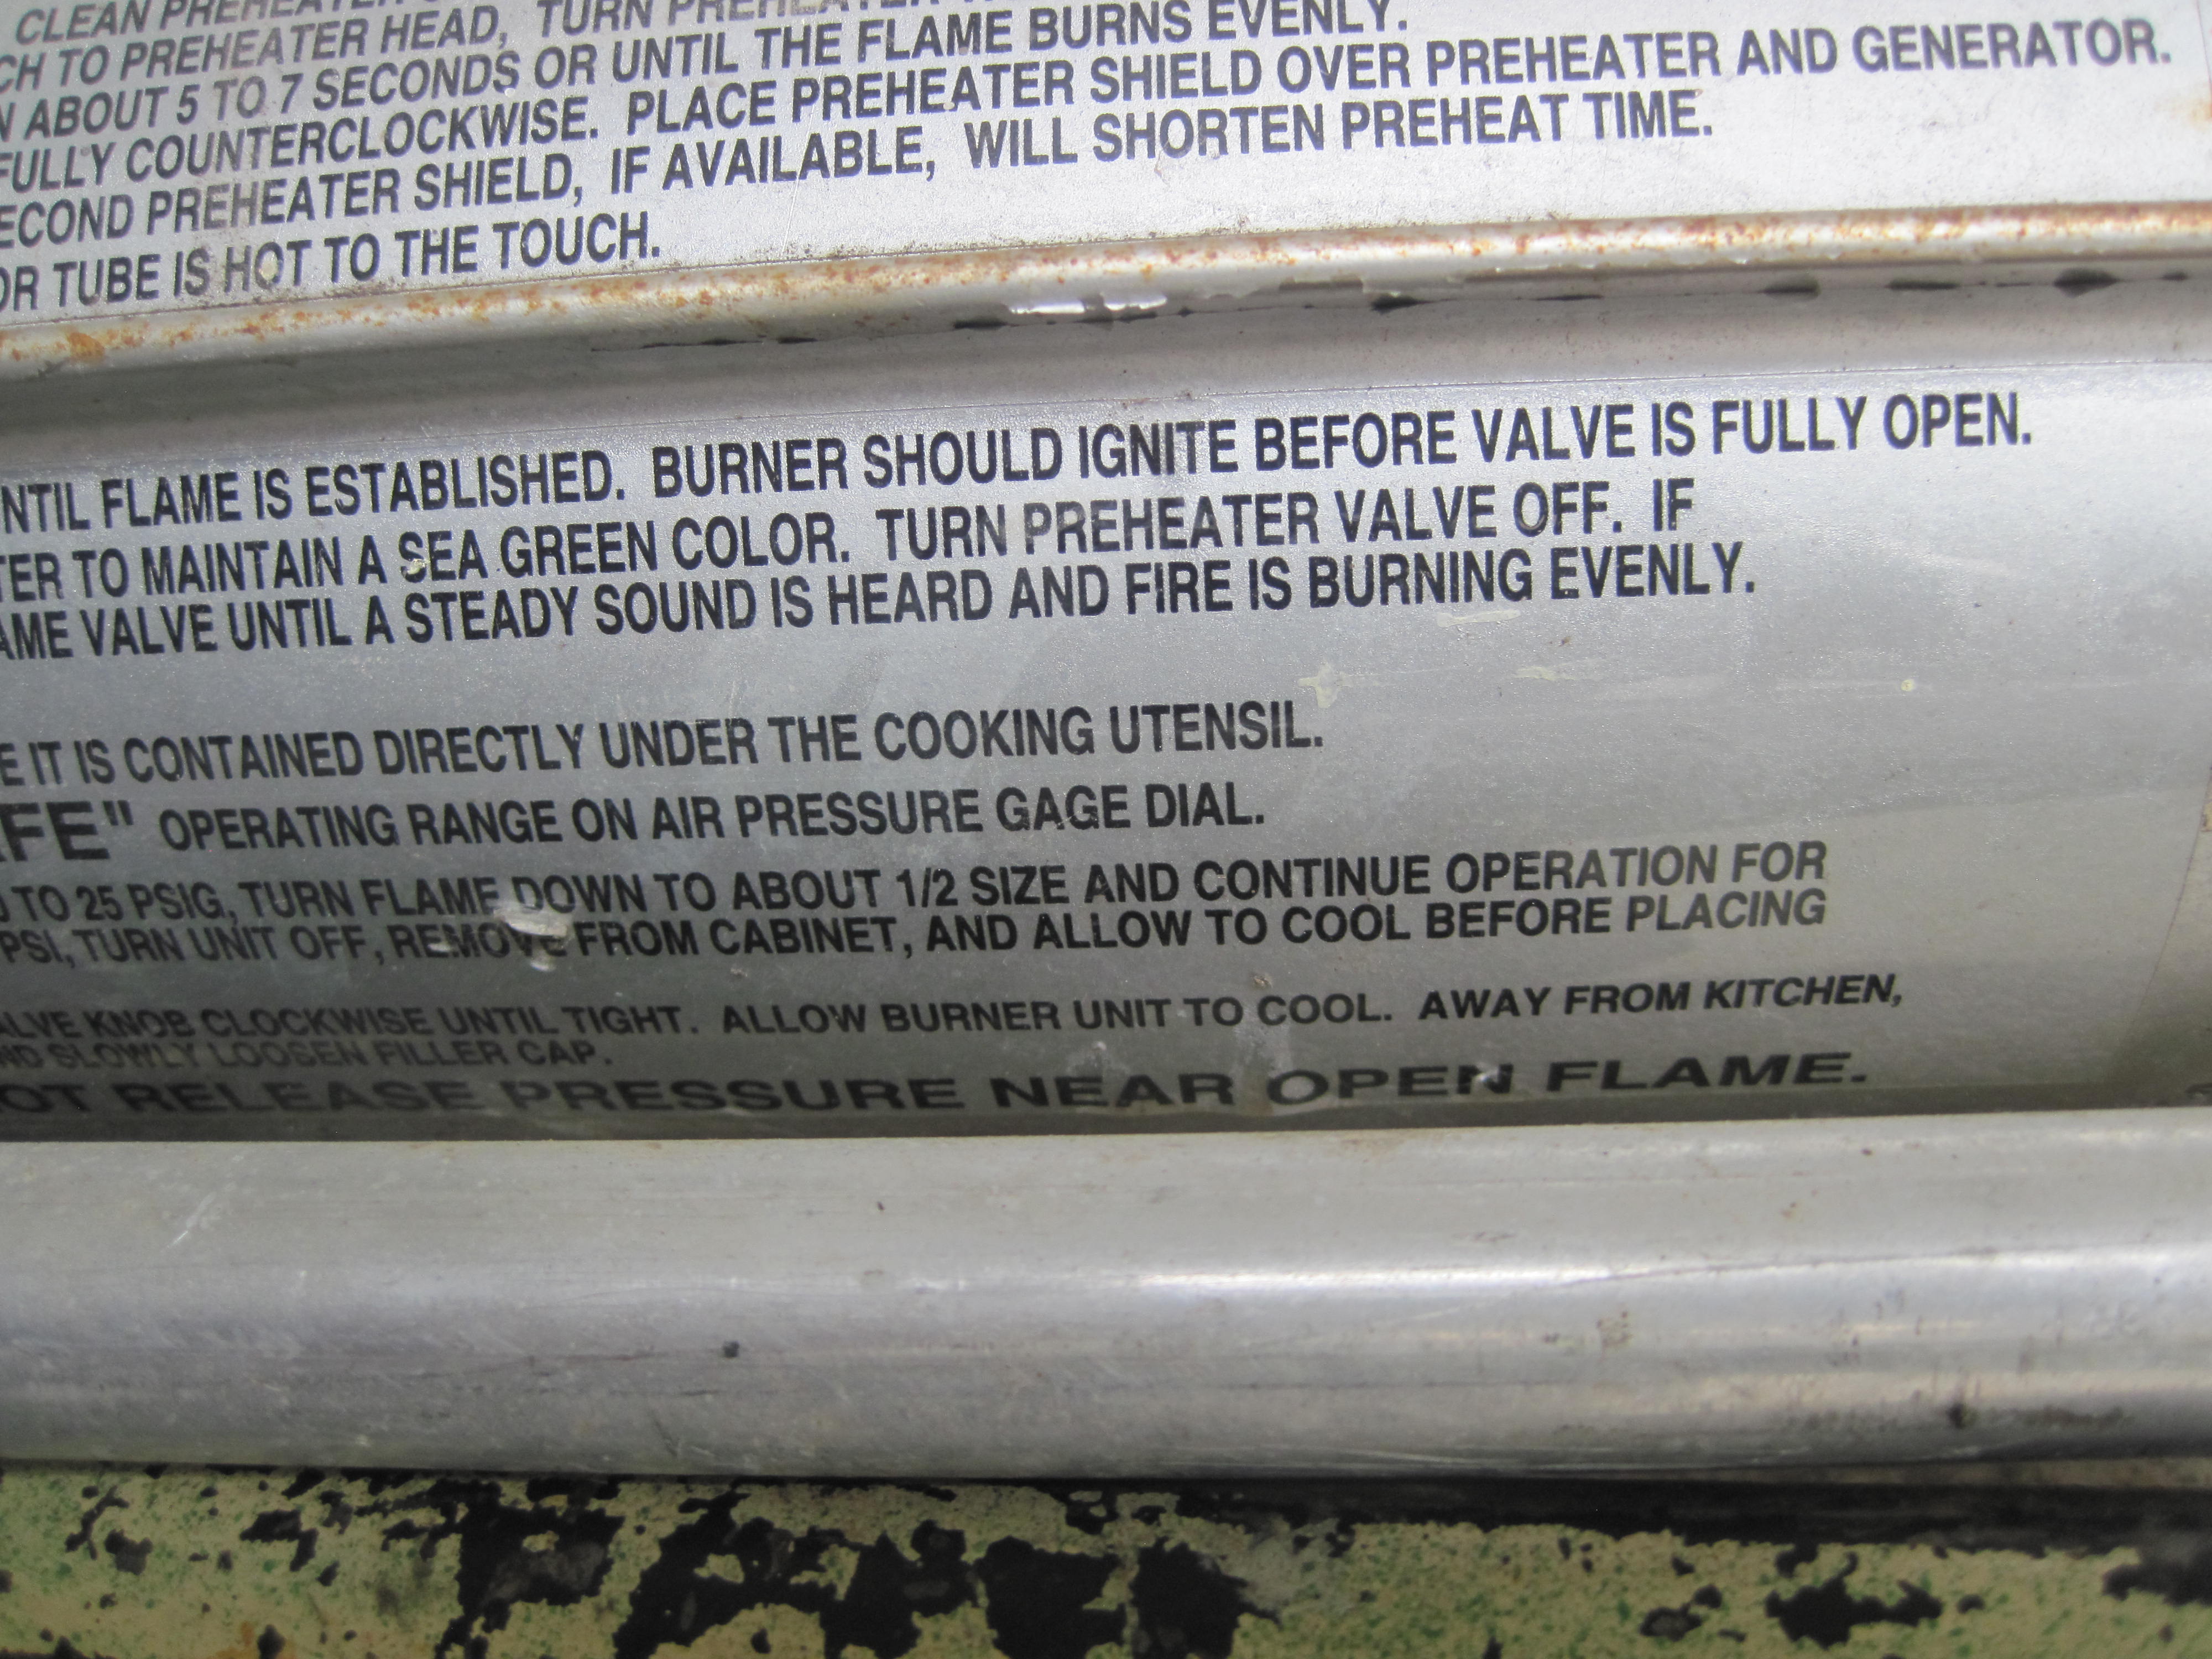 CLEAN PREHEATER
TO PREHEATER HEAD, TURN PREHEATER
ABOUT 5 TO 7 SECONDS OR UNTIL THE FLAME BURNS EVENLY.
FULLY COUNTERCLOCKWISE. PLACE PREHEATER SHIELD OVER PREHEATER AND GENERATOR.
ECOND PREHEATER SHIELD, IF AVAILABLE, WILL SHORTEN PREHEAT TIME.
OR TUBE IS HOT TO THE TOUCH.
NTIL FLAME IS ESTABLISHED. BURNER SHOULD IGNITE BEFORE VALVE IS FULLY OPEN.
TER TO MAINTAIN A SEA GREEN COLOR. TURN PREHEATER VALVE OFF. IF
AME VALVE UNTIL A STEADY SOUND IS HEARD AND FIRE IS BURNING EVENLY.
E IT IS CONTAINED DIRECTLY UNDER THE COOKING UTENSIL.
FE" OPERATING RANGE ON AIR PRESSURE GAGE DIAL.
TO 25 PSIG, TURN FLAME DOWN TO ABOUT 1/2 SIZE AND CONTINUE OPERATION FOR
PSI, TURN UNIT OFF, REMOVE FROM CABINET, AND ALLOW TO COOL BEFORE PLACING
ALVE KNOB CLOCKWISE UNTIL TIGHT. ALLOW BURNER UNIT TO COOL. AWAY FROM KITCHEN,
ND SLOWLY LOOSEN FILLER CAP.
OT RELEASE PRESSURE NEAR OPEN FLAME.